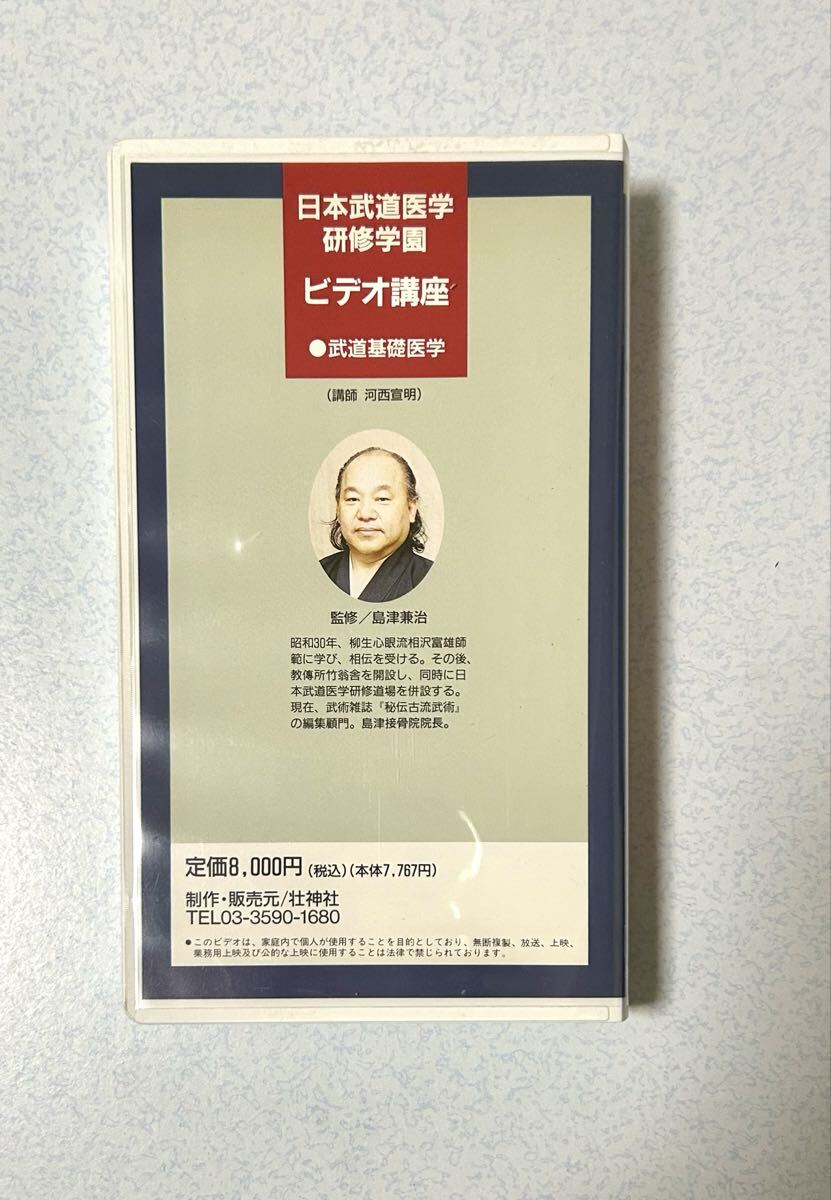 日本武道医学
研修学園
ビデオ講座
●武道基礎医学
(講師 河西宣明)
監修/島津兼治
昭和30年、柳生心眼流相沢富雄師
範に学び、相伝を受ける。その後、
教傳所竹翁舎を開設し、同時に日
本武道医学研修道場を併設する。
現在、武術雑誌『秘伝古流武術』
の編集顧問。島津接骨院院長。
定価8,000円(税込)(本体7,767円)
制作・販売元/壮神社
TEL03-3590-1680
●このビデオは、家庭内で個人が使用することを目的としており、無断複製、放送、上映、
業務用上映及び公的な上映に使用することは法律で禁じられております。